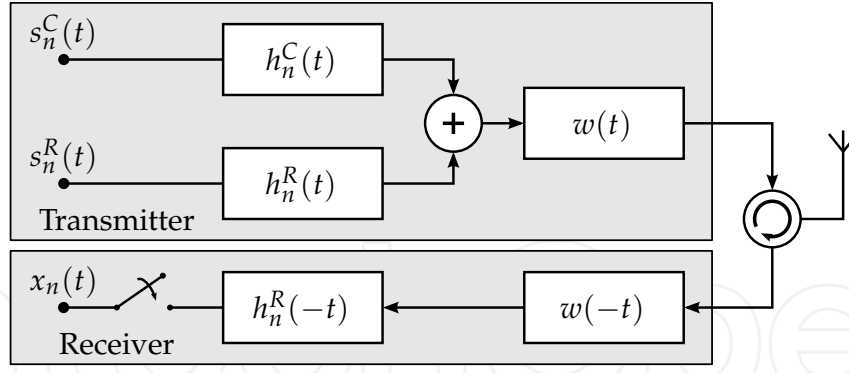 s_n^C(t)
h_n^C(t)
+
w(t)
s_n^R(t)
h_n^R(t)
Transmitter
x_n(t)
h_n^R(−t)
w(−t)
Receiver